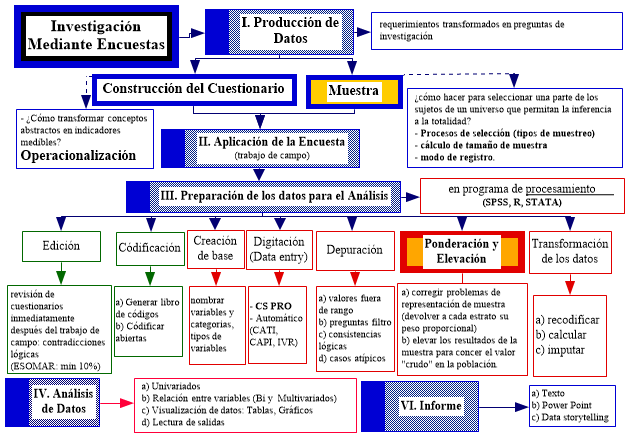 Investigación
Mediante Encuestas
I. Producción de
Datos
requerimientos transformados en preguntas de
investigación
Construcción del Cuestionario
Muestra
- ¿Cómo transformar conceptos
abstractos en indicadores
medibles?
Operacionalización
¿cómo hacer para seleccionar una parte de los
sujetos de un universo que permitan la inferencia
a la totalidad?
- Procesos de selección (tipos de muestreo)
- cálculo de tamaño de muestra
- modo de registro.
II. Aplicación de la Encuesta
(trabajo de campo)
III. Preparación de los datos para el Análisis
en programa de procesamiento
(SPSS, R, STATA)
Edición
Códificación
Creación
de base
Digitación
(Data entry)
Depuración
Ponderación y
Elevación
Transformación
de los datos
revisión de
cuestionarios
inmediatamente
después del trabajo de
campo: contradicciones
lógicas
(ESOMAR: mín 10%)
a) Generar libro
de códigos
b) Códificar
abiertas
nombrar
variables y
categorías,
tipos de
variables
- CS PRO
- Automático
(CATI,
CAPI, IVR)
a) valores fuera
de rango
b) preguntas filtro
c) consistencias
lógicas
d) casos atípicos
a) corregir problemas de
representación de muestra
(devolver a cada estrato su
peso proporcional)
b) elevar los resultados de la
muestra para concer el valor
"crudo" en la población.
a) recodificar
b) calcular
c) imputar
IV. Análisis
de Datos
a) Univariados
b) Relación entre variables (Bi y Multivariados)
c) Visualización de datos: Tablas, Gráficos
d) Lectura de salidas
VI. Informe
a) Texto
b) Power Point
c) Data storytelling